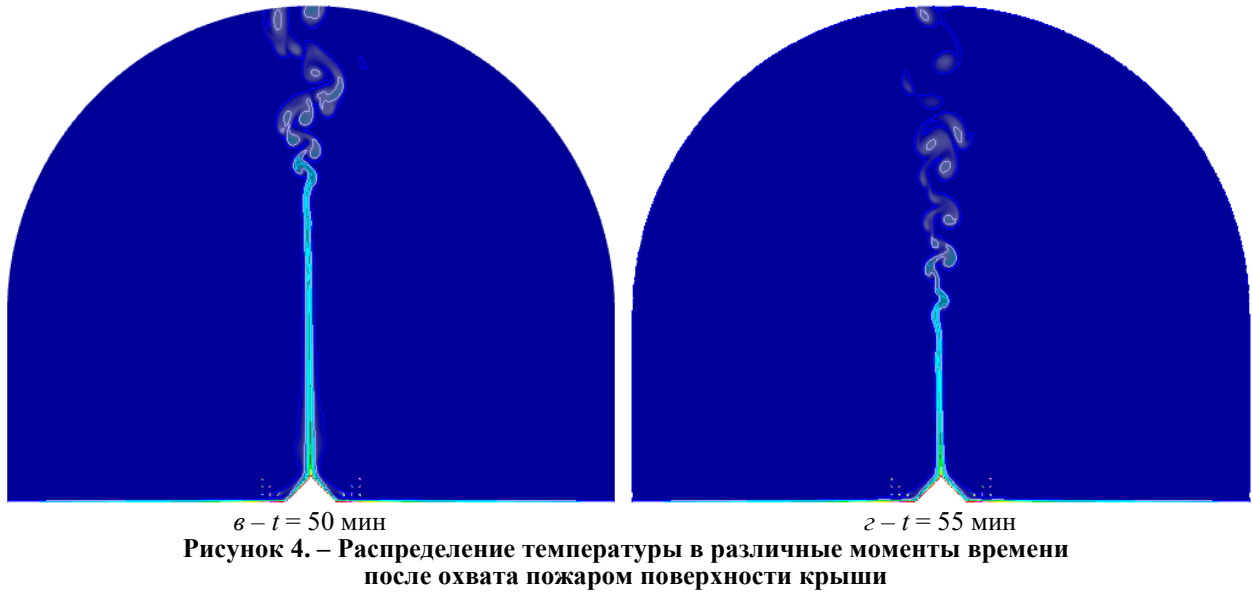 в – t = 50 мин
г – t = 55 мин
Рисунок 4. – Распределение температуры в различные моменты времени
после охвата пожаром поверхности крыши